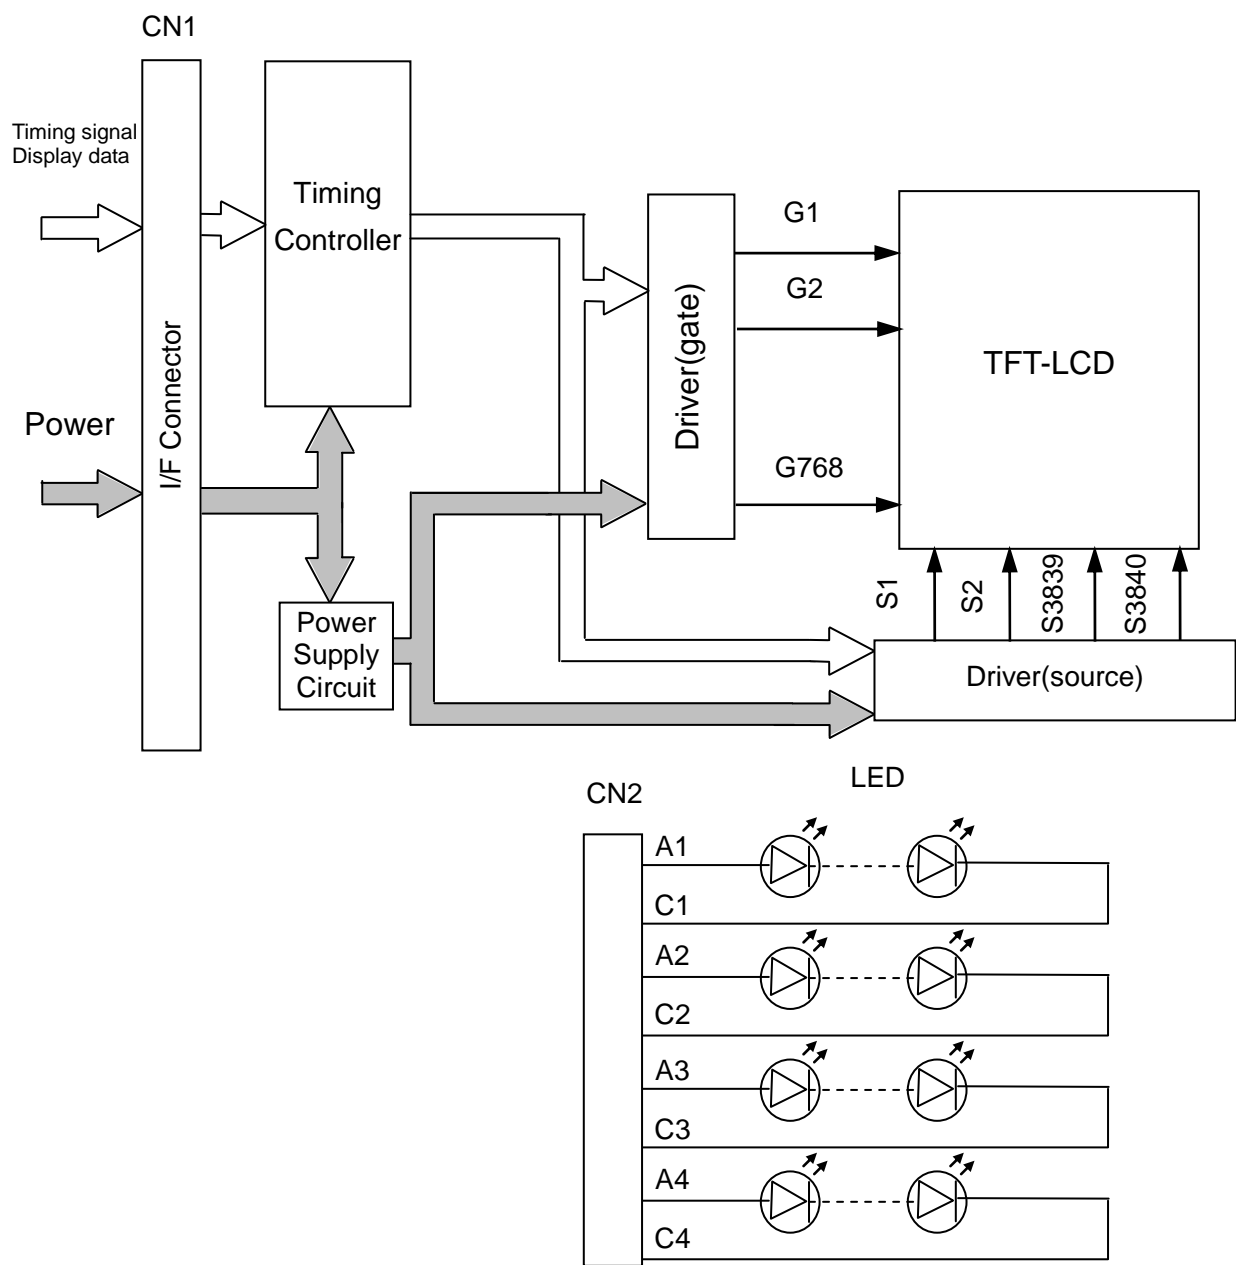 CN1
Timing signal
Display data
Timing
Controller
Power
I/F Connector
Driver(gate)
G1
G2
G768
TFT-LCD
Power
Supply
Circuit
S1
S2
S3839
S3840
Driver(source)
LED
CN2
A1
C1
A2
C2
A3
C3
A4
C4